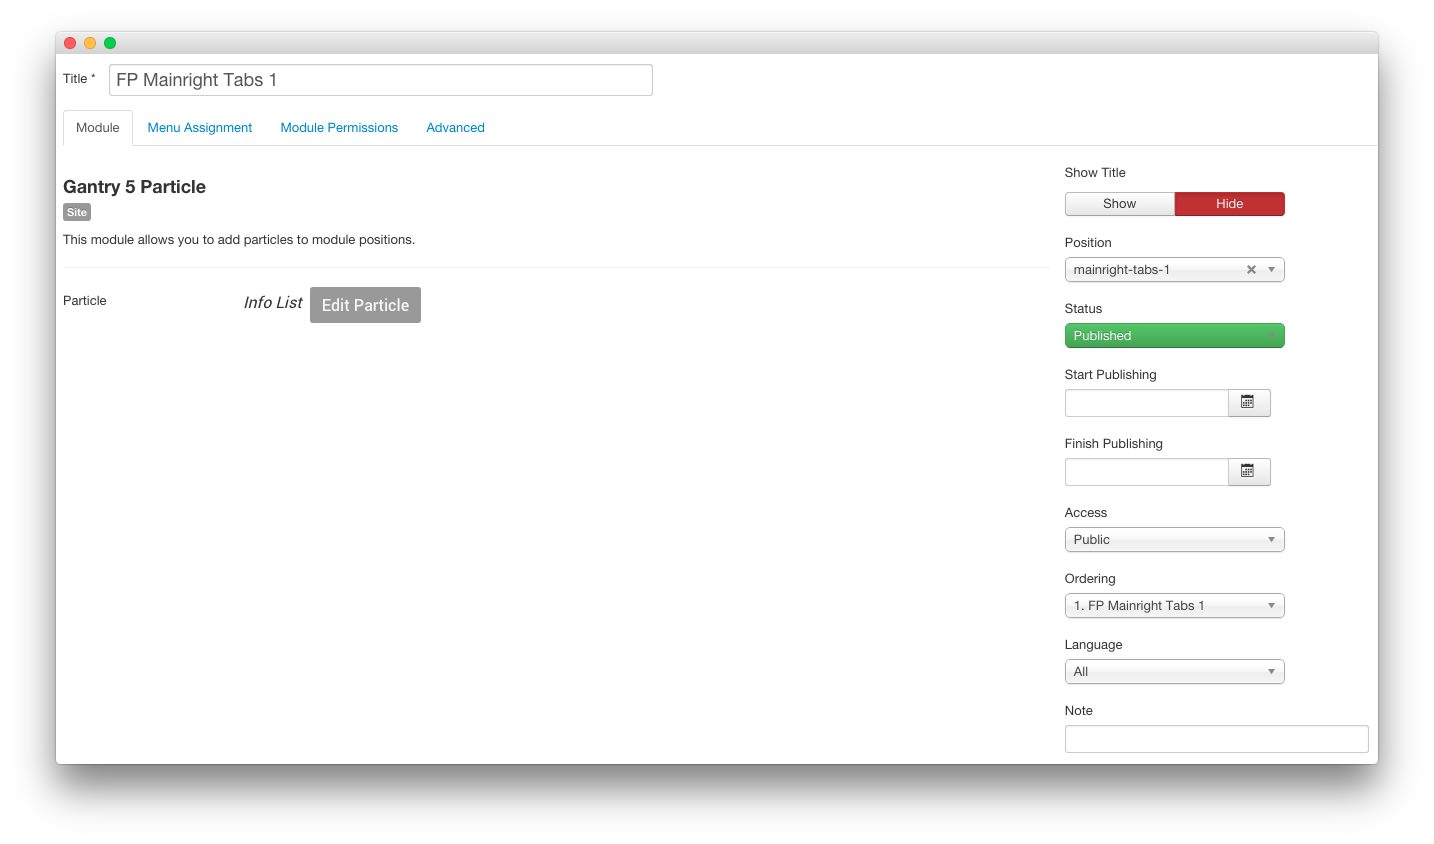 Title * FP Mainright Tabs 1
Module Menu Assignment Module Permissions Advanced
Gantry 5 Particle
Site
This module allows you to add particles to module positions.
Particle Info List Edit Particle
Show Title
Show Hide
Position
mainright-tabs-1
Status
Published
Start Publishing
Finish Publishing
Access
Public
Ordering
1. FP Mainright Tabs 1
Language
All
Note